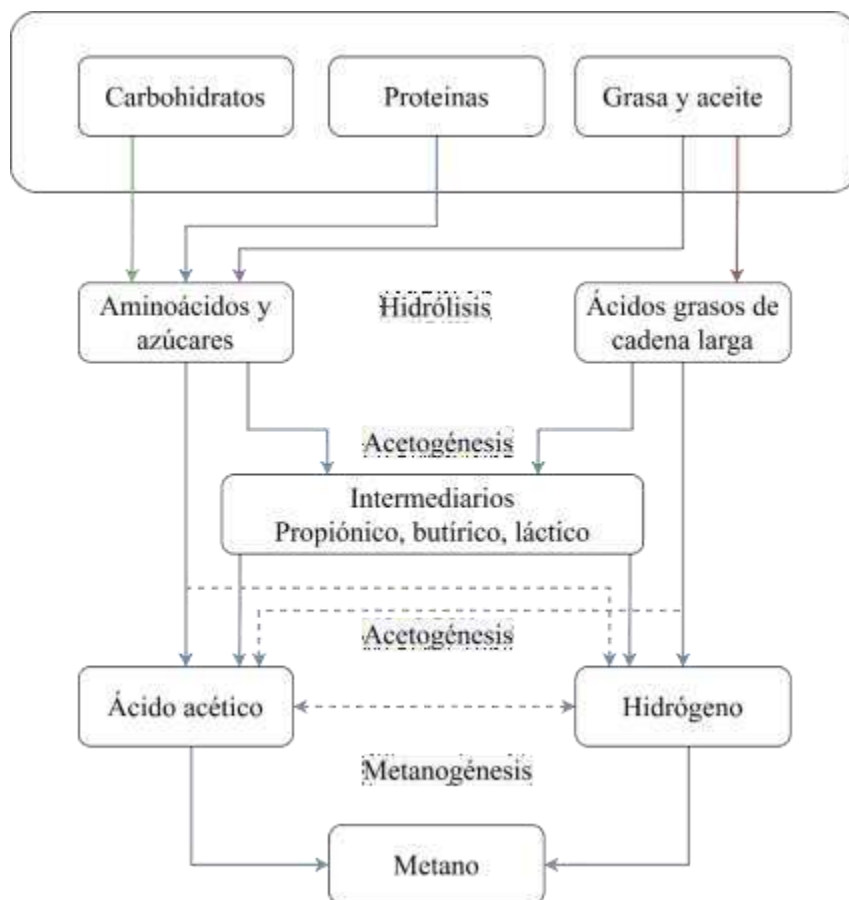 Carbohidratos
Proteinas
Grasa y aceite
Aminoácidos y
azúcares
Hidrólisis
Ácidos grasos de
cadena larga
Acetogénesis
Intermediarios
Propiónico, butírico, láctico
Acetogénesis
Ácido acético
Hidrógeno
Metanogénesis
Metano